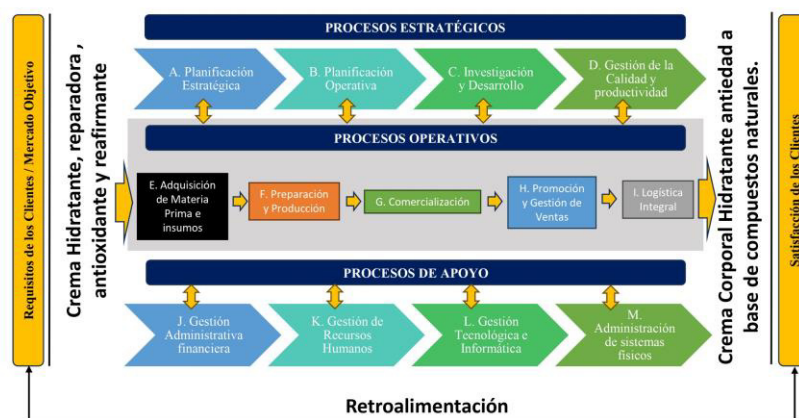 PROCESOS ESTRATÉGICOS
Requisitos de los Clientes / Mercado Objetivo
Crema Hidratante, reparadora ,
antioxidante y reafirmante
A. Planificación
Estratégica
B. Planificación
Operativa
C. Investigación
y Desarrollo
D. Gestión de la
Calidad y
productividad
PROCESOS OPERATIVOS
E. Adquisición
de Materia
Prima e
insumos
F. Preparación
y Producción
G. Comercialización
H. Promoción
y Gestión de
Ventas
I. Logística
Integral
PROCESOS DE APOYO
J. Gestión
Administrativa
financiera
K. Gestión de
Recursos
Humanos
L. Gestión
Tecnológica e
Informática
M.
Administración
de sistemas
físicos
Crema Corporal Hidratante antiedad a
base de compuestos naturales.
Satisfacción de los Clientes
Retroalimentación